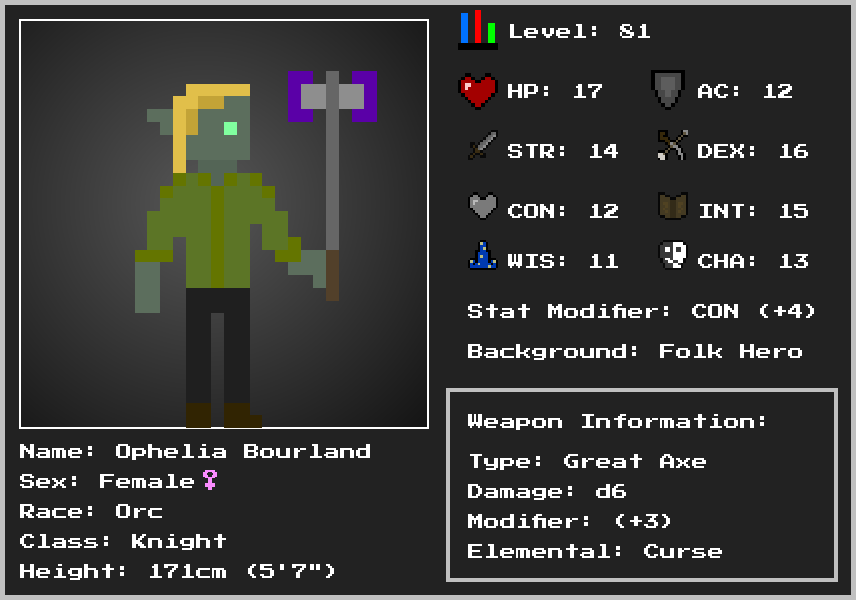 Level: 81
HP: 17
AC: 12
STR: 14
DEX: 16
CON: 12
INT: 15
WIS: 11
CHA: 13
Stat Modifier: CON (+4)
Background: Folk Hero
Name: Ophelia Bourland
Sex: Female♀
Race: Orc
Class: Knight
Height: 171cm (5'7")
Weapon Information:
Type: Great Axe
Damage: d6
Modifier: (+3)
Elemental: Curse